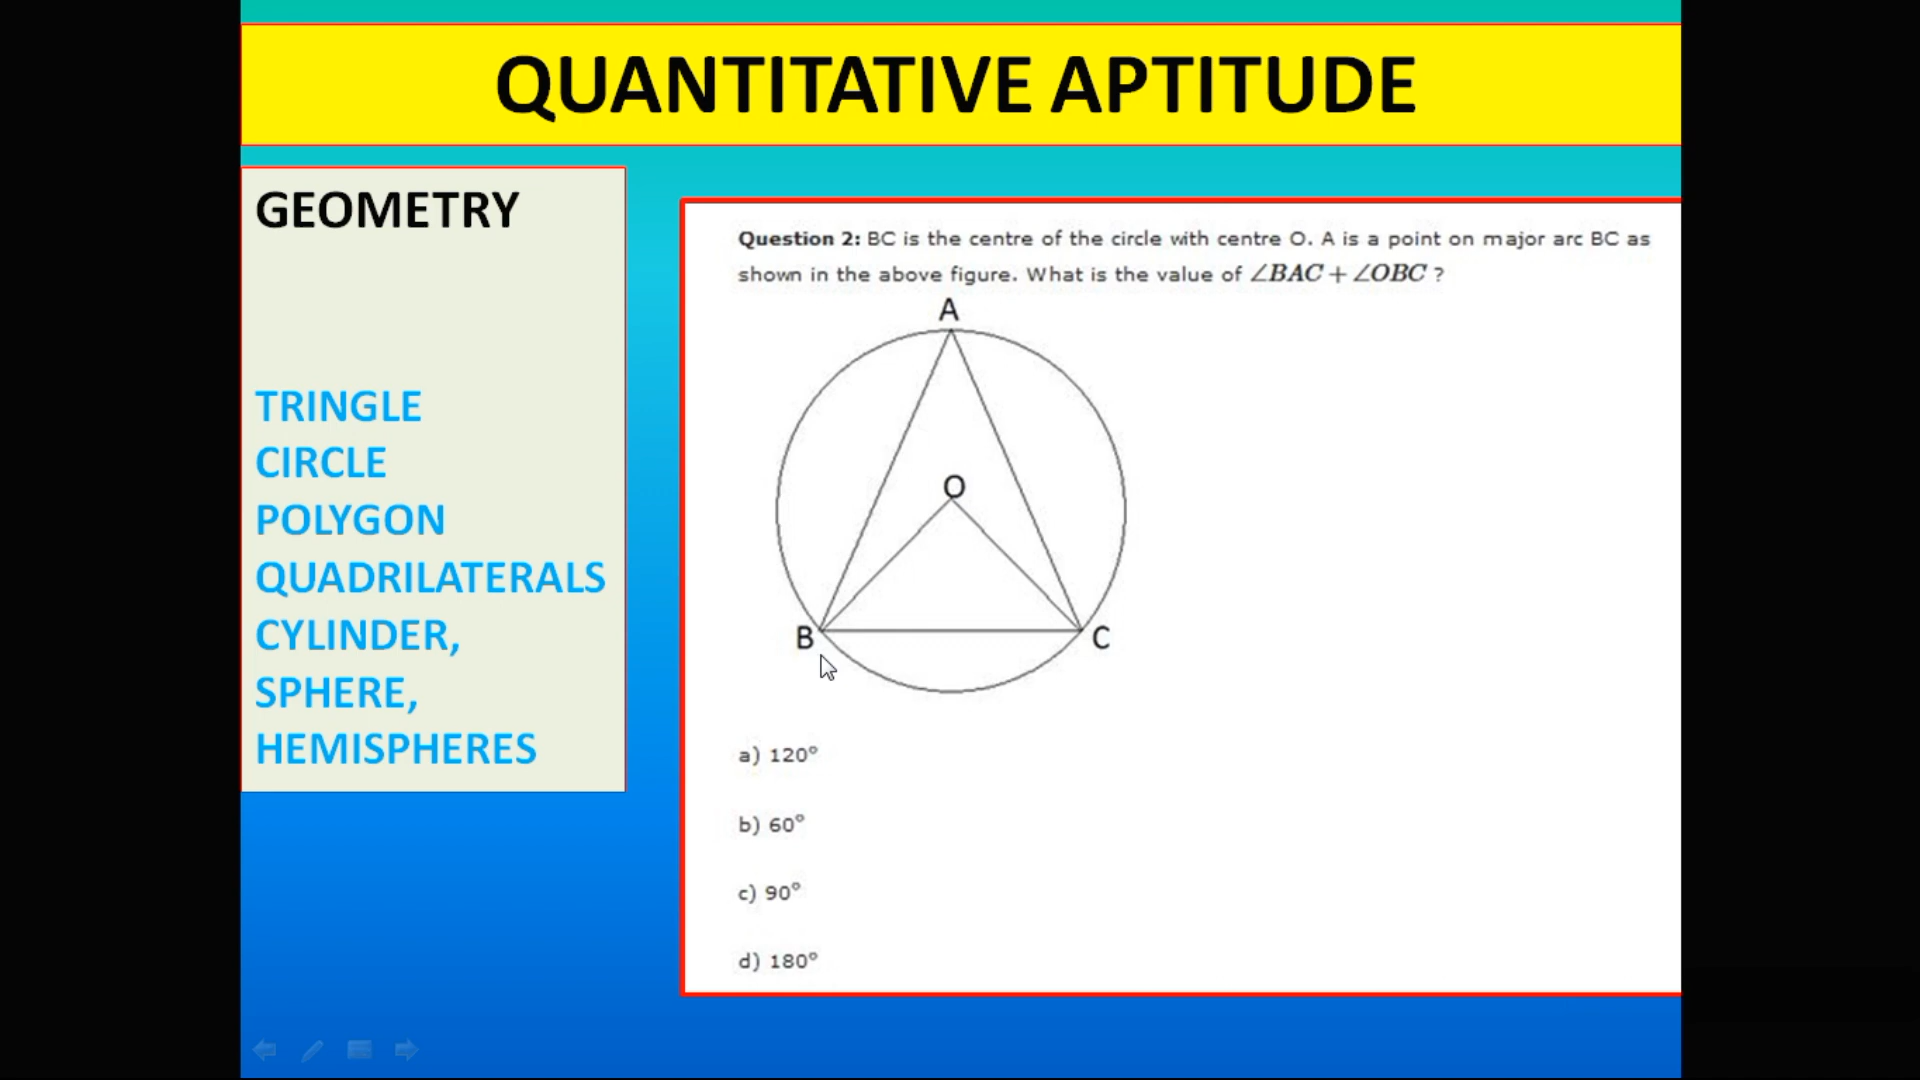 QUANTITATIVE APTITUDE
GEOMETRY
TRINGLE
CIRCLE
POLYGON
QUADRILATERALS
CYLINDER,
SPHERE,
HEMISPHERES
Question 2: BC is the centre of the circle with centre O. A is a point on major arc BC as
shown in the above figure. What is the value of ∠BAC + ∠OBC ?
A
O
B
C
a) 120°
b) 60°
c) 90°
d) 180°